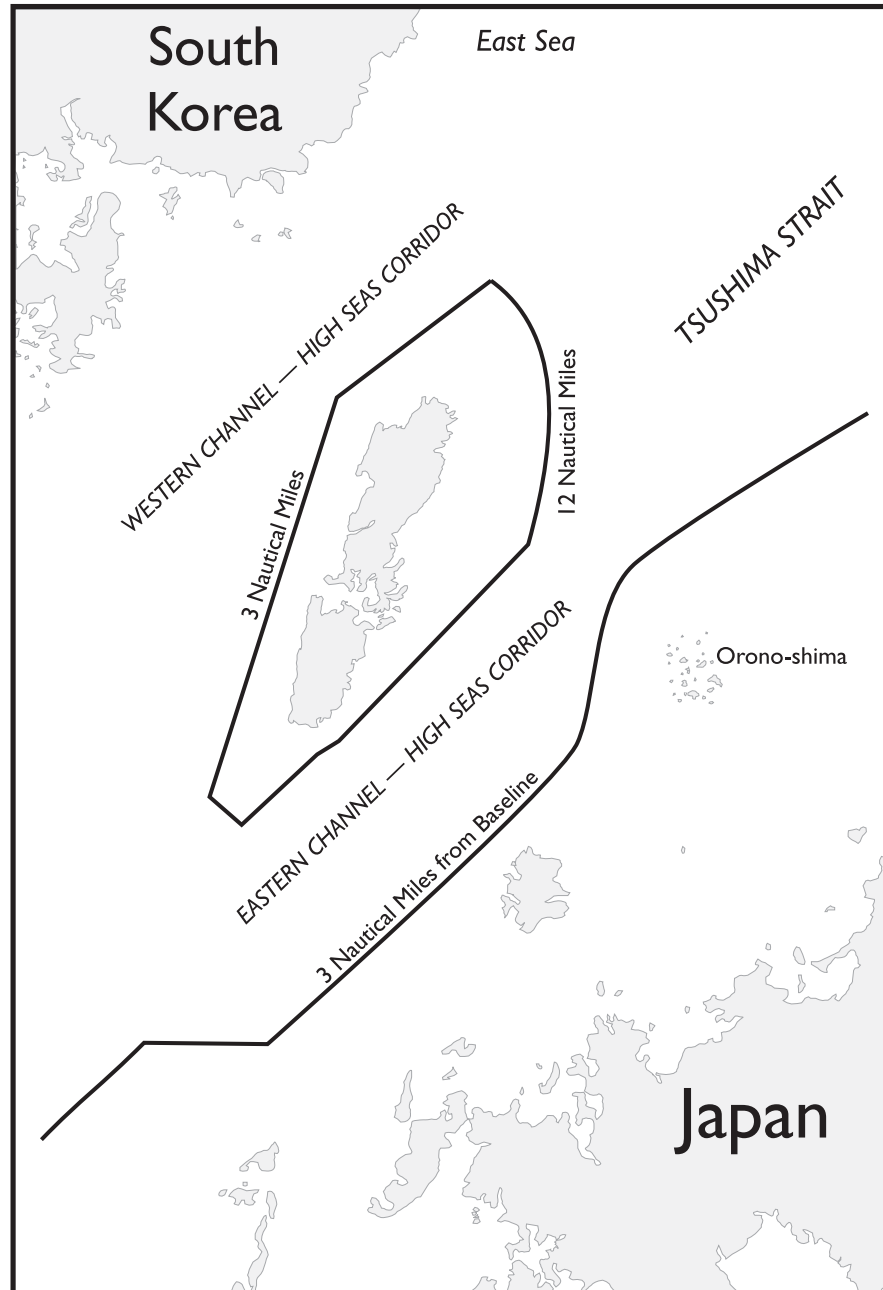 South
Korea
East Sea
TSUSHIMA STRAIT
WESTERN CHANNEL — HIGH SEAS CORRIDOR
12 Nautical Miles
3 Nautical Miles
EASTERN CHANNEL — HIGH SEAS CORRIDOR
Orono-shima
3 Nautical Miles from Baseline
Japan